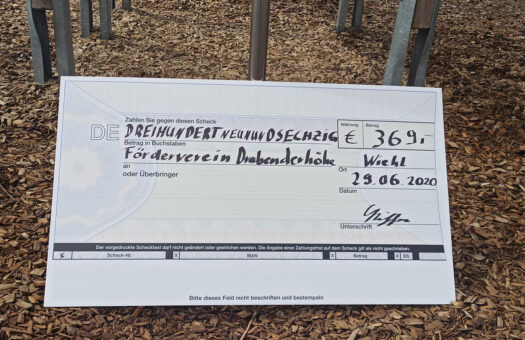 Zahlen Sie gegen diesen Scheck
Währung Betrag
DE DREIHUNDERTNEUNUNDSECHZIG € 369,-
Betrag in Buchstaben
Förderverein Drabenderhöhe Wiehl
an Ort
oder Überbringer 29.06.2020
Datum
Unterschrift
Der vorgedruckte Schecktext darf nicht geändert oder gestrichen werden. Die Angabe einer Zahlungsfrist auf dem Scheck gilt als nicht geschrieben.
X Scheck-Nr. X IBAN X Betrag X
Bitte dieses Feld nicht beschriften und bestempeln